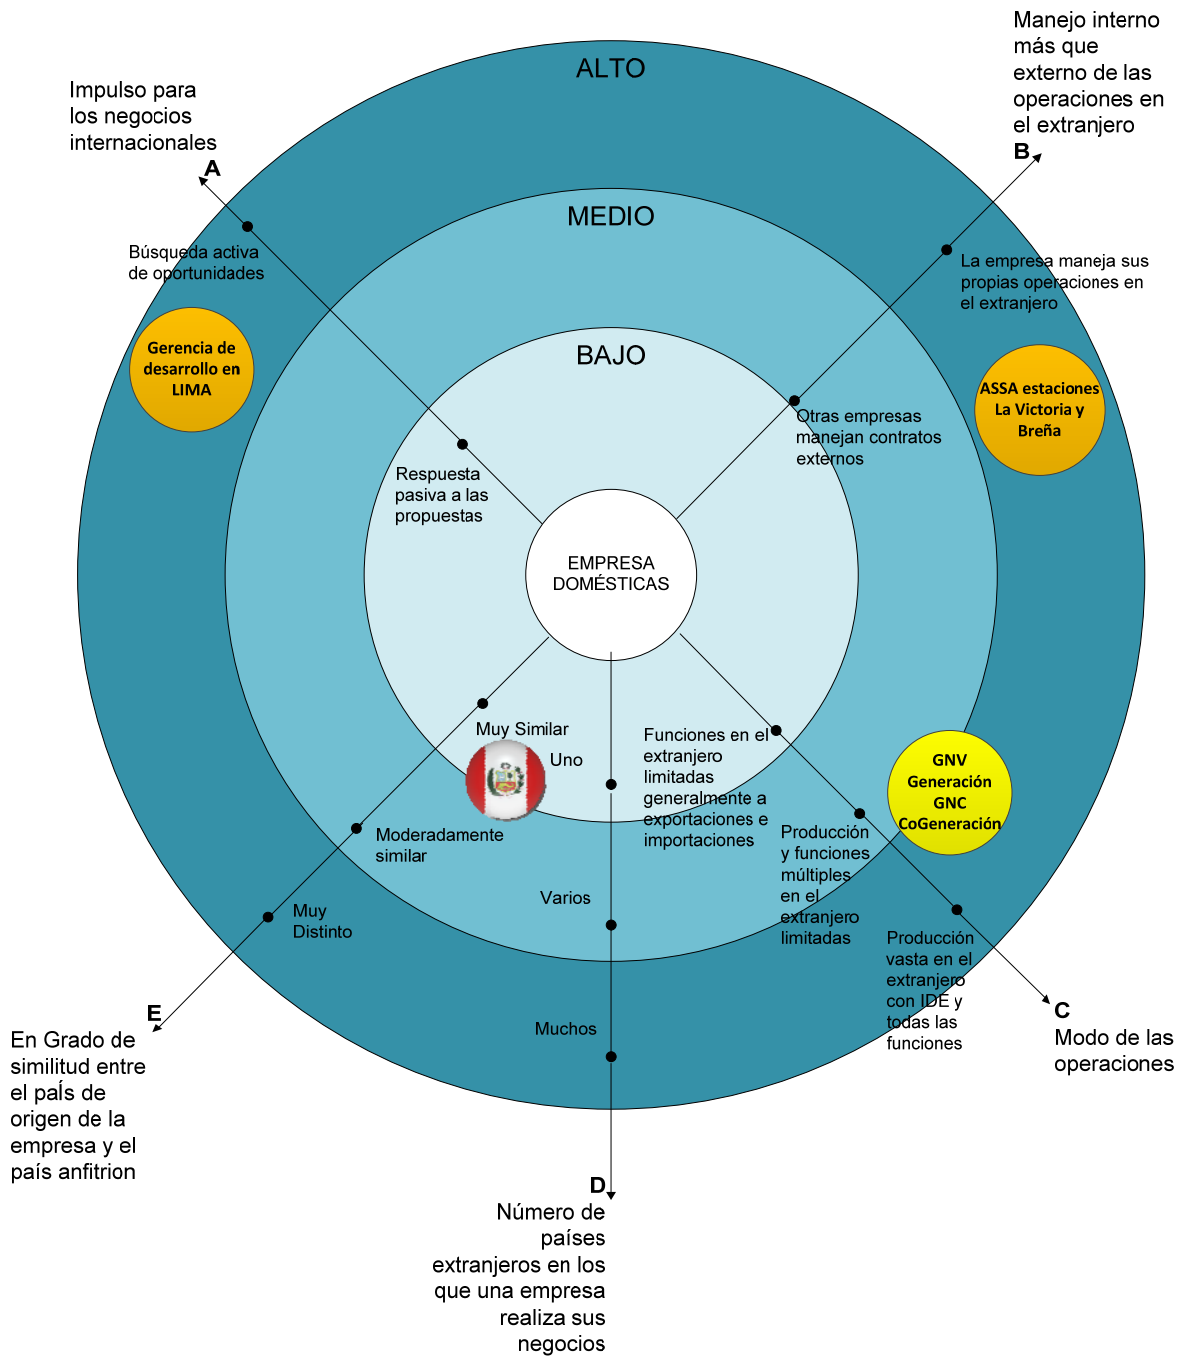 Manejo interno
más que
externo de las
operaciones en
el extranjero
B
ALTO
Impulso para
los negocios
internacionales
A
MEDIO
Búsqueda activa
de oportunidades
La empresa maneja sus
propias operaciones en
el extranjero
Gerencia de
desarrollo en
LIMA
BAJO
ASSA estaciones
La Victoria y
Breña
Otras empresas
manejan contratos
externos
Respuesta
pasiva a las
propuestas
EMPRESA
DOMÉSTICAS
Muy Similar
Uno
Funciones en el
extranjero
limitadas
generalmente a
exportaciones e
importaciones
GNV
Generación
GNC
CoGeneración
Moderadamente
similar
Producción
y funciones
múltiples
en el
extranjero
limitadas
Varios
Muy
Distinto
Producción
vasta en el
extranjero
con IDE y
todas las
funciones
Muchos
E
En Grado de
similitud entre
el paÍs de
origen de la
empresa y el
país anfitrion
C
Modo de las
operaciones
D
Número de
países
extranjeros en los
que una empresa
realiza sus
negocios